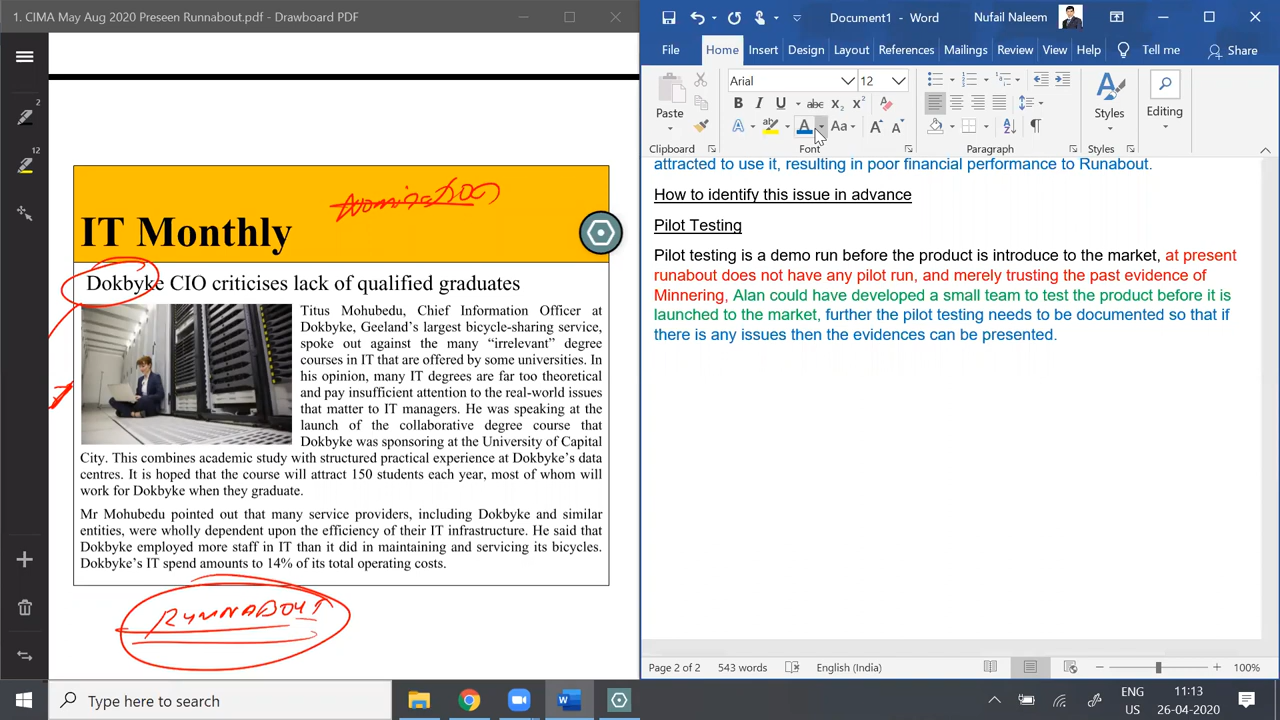 1. CIMA May Aug 2020 Preseen Runnabout.pdf - Drawboard PDF
2
12
IT Monthly
Dokbyke CIO criticises lack of qualified graduates
Titus Mohubedu, Chief Information Officer at
Dokbyke, Geeland's largest bicycle-sharing service,
spoke out against the many “irrelevant” degree
courses in IT that are offered by some universities. In
his opinion, many IT degrees are far too theoretical
and pay insufficient attention to the real-world issues
that matter to IT managers. He was speaking at the
launch of the collaborative degree course that
Dokbyke was sponsoring at the University of Capital
City. This combines academic study with structured practical experience at Dokbyke's data
centres. It is hoped that the course will attract 150 students each year, most of whom will
work for Dokbyke when they graduate.
Mr Mohubedu pointed out that many service providers, including Dokbyke and similar
entities, were wholly dependent upon the efficiency of their IT infrastructure. He said that
Dokbyke employed more staff in IT than it did in maintaining and servicing its bicycles.
Dokbyke's IT spend amounts to 14% of its total operating costs.
RUNNABOUT
Document1 - Word
Nufail Naleem
File Home Insert Design Layout References Mailings Review View Help Tell me Share
Paste
Clipboard
Arial 12
B I U abc x₂ x² A
A A Aa A A
Font
Paragraph
Styles
Styles
Editing
attracted to use it, resulting in poor financial performance to Runabout.
How to identify this issue in advance
Pilot Testing
Pilot testing is a demo run before the product is introduce to the market, at present
runabout does not have any pilot run, and merely trusting the past evidence of
Minnering, Alan could have developed a small team to test the product before it is
launched to the market, further the pilot testing needs to be documented so that if
there is any issues then the evidences can be presented.
Page 2 of 2 543 words English (India) 100%
Type here to search
ENG
US
11:13
26-04-2020